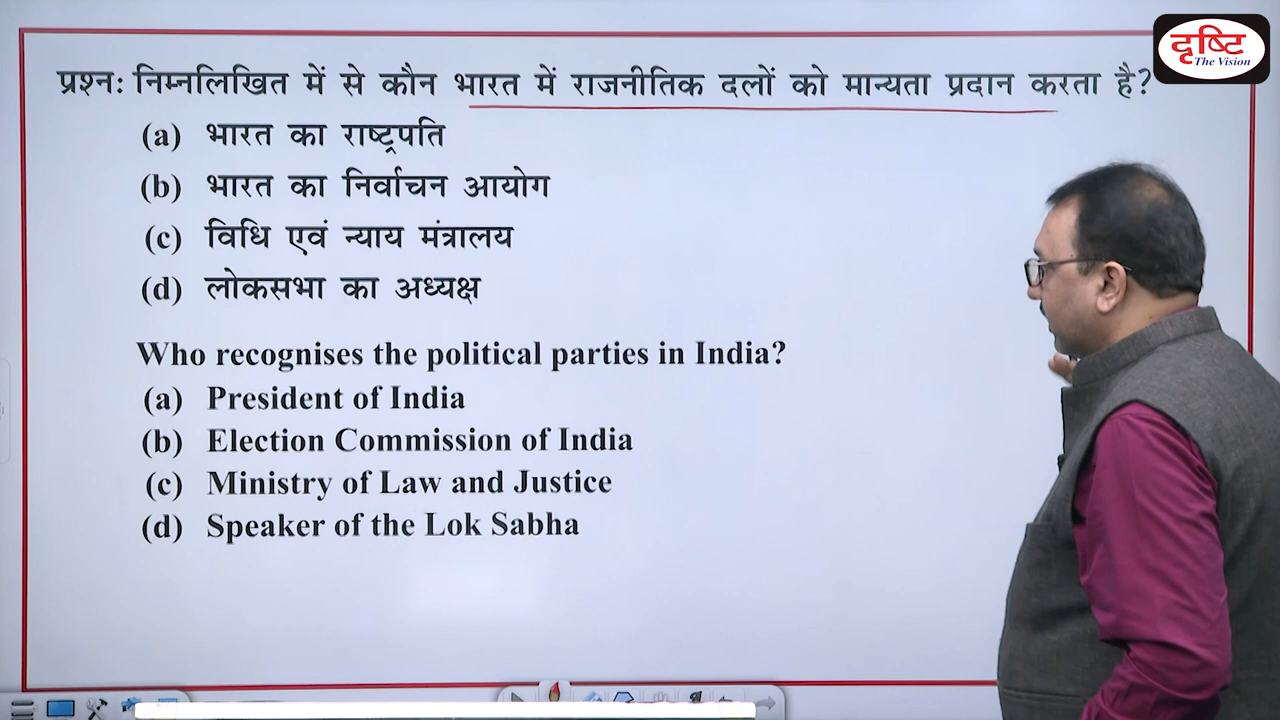 दृष्टि
The Vision
प्रश्न: निम्नलिखित में से कौन भारत में राजनीतिक दलों को मान्यता प्रदान करता है?
(a) भारत का राष्ट्रपति
(b) भारत का निर्वाचन आयोग
(c) विधि एवं न्याय मंत्रालय
(d) लोकसभा का अध्यक्ष
Who recognises the political parties in India?
(a) President of India
(b) Election Commission of India
(c) Ministry of Law and Justice
(d) Speaker of the Lok Sabha